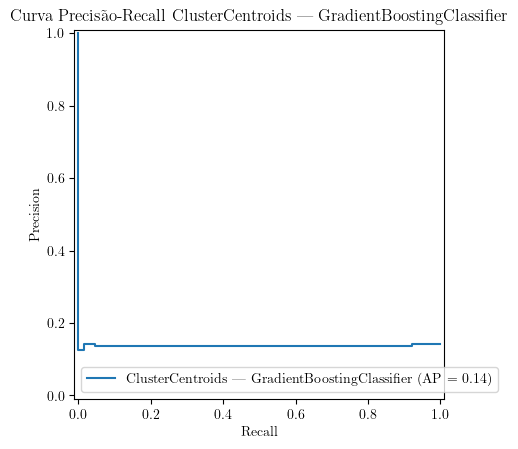 Curva Precisão-Recall ClusterCentroids — GradientBoostingClassifier
1.0
0.8
0.6
0.4
0.2
0.0
Precision
ClusterCentroids — GradientBoostingClassifier (AP = 0.14)
0.0 0.2 0.4 0.6 0.8 1.0
Recall